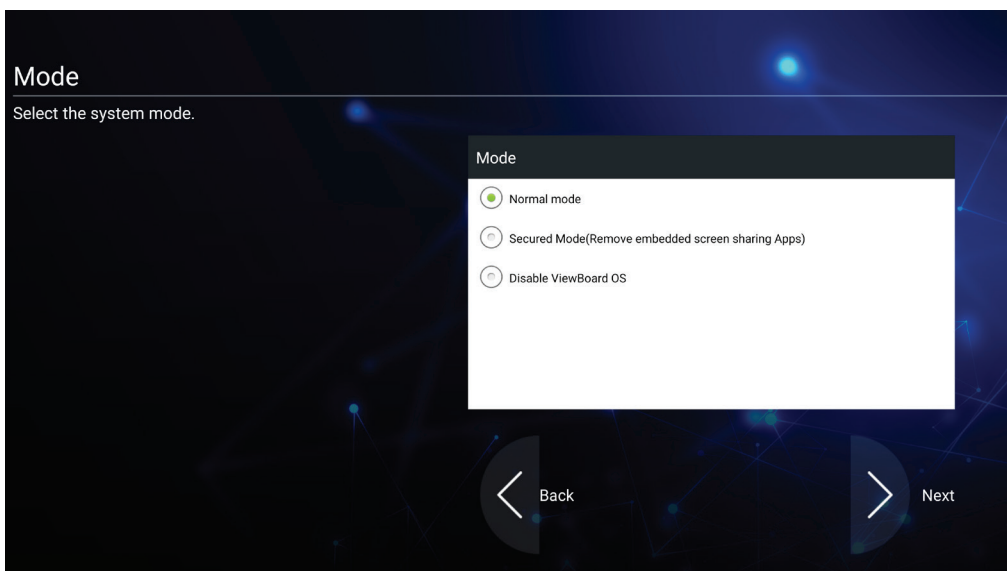 Mode
Select the system mode.
Mode
Normal mode
Secured Mode(Remove embedded screen sharing Apps)
Disable ViewBoard OS
Back
Next